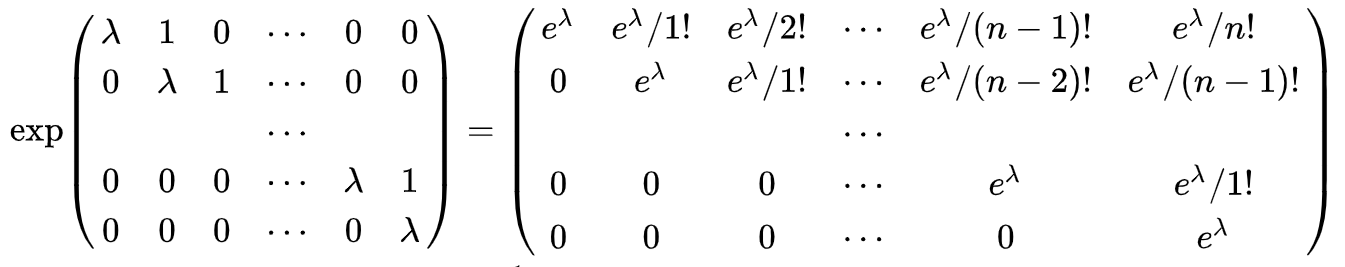 exp
λ 1 0 ⋯ 0 0 e^λ e^λ/1! e^λ/2! ⋯ e^λ/(n − 1)! e^λ/n!
0 λ 1 ⋯ 0 0 0 e^λ e^λ/1! ⋯ e^λ/(n − 2)! e^λ/(n − 1)!
⋯ = ⋯
0 0 0 ⋯ λ 1 0 0 0 ⋯ e^λ e^λ/1!
0 0 0 ⋯ 0 λ 0 0 0 ⋯ 0 e^λ